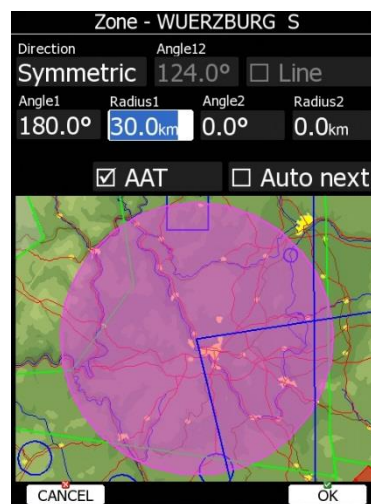 Zone - WUERZBURG S
Direction Angle12
Symmetric 124.0° Line
Angle1 Radius1 Angle2 Radius2
180.0° 30.0km 0.0° 0.0km
AAT Auto next
CANCEL OK